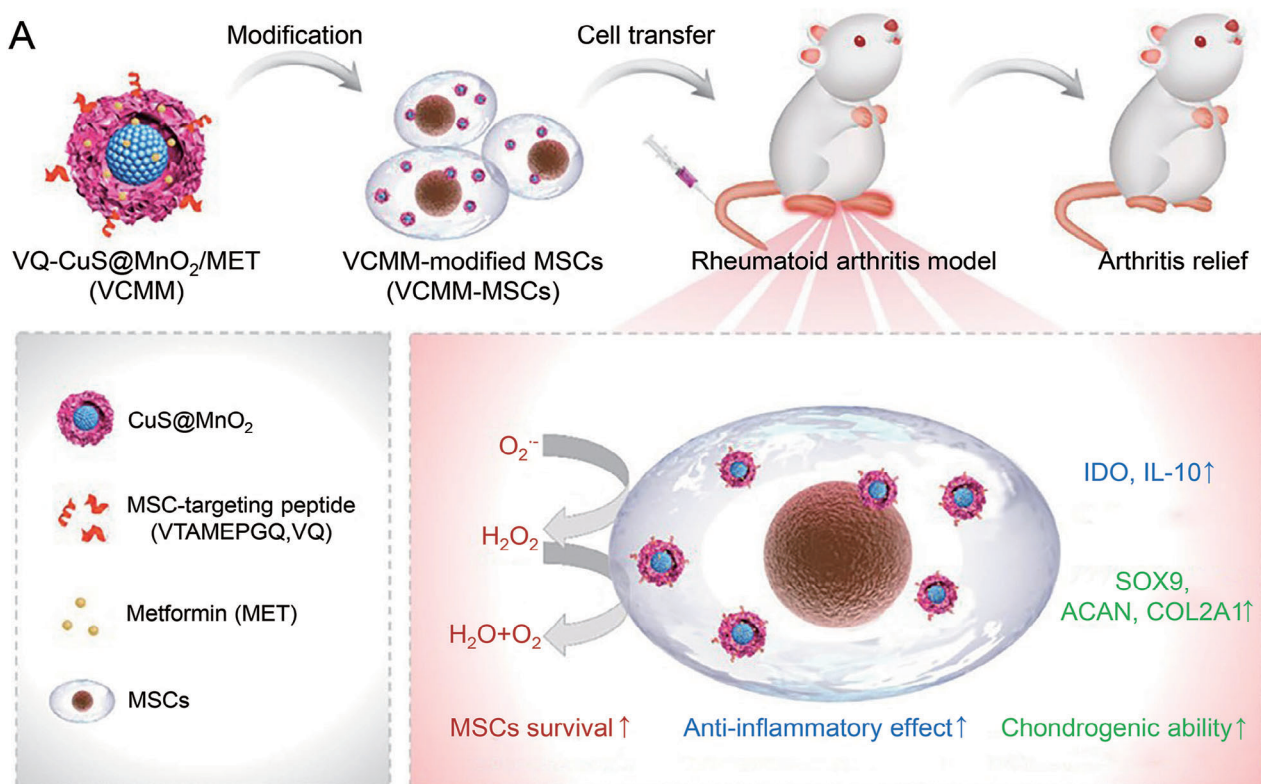 A
Modification
Cell transfer
VQ-CuS@MnO₂/MET
(VCMM)
VCMM-modified MSCs
(VCMM-MSCs)
Rheumatoid arthritis model
Arthritis relief
CuS@MnO₂
MSC-targeting peptide
(VTAMEPGQ,VQ)
Metformin (MET)
MSCs
O₂˙⁻
H₂O₂
H₂O+O₂
IDO, IL-10↑
SOX9,
ACAN, COL2A1↑
MSCs survival↑
Anti-inflammatory effect↑
Chondrogenic ability↑